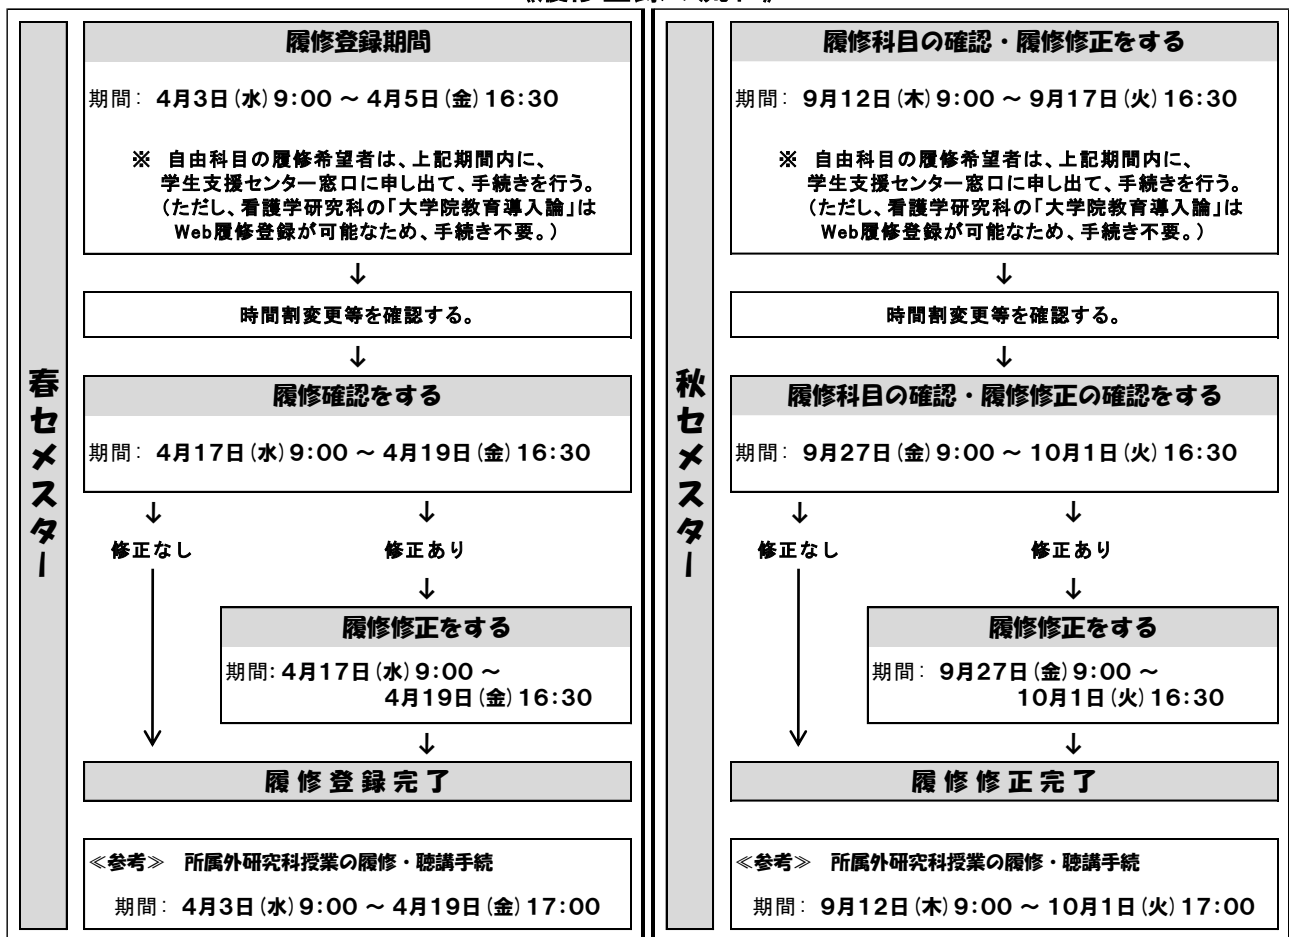 春セメスター
履修登録期間
期間： 4月3日（水）9:00 ～ 4月5日（金）16:30
※　自由科目の履修希望者は、上記期間内に、
学生支援センター窓口に申し出て、手続きを行う。
（ただし、看護学研究科の「大学院教育導入論」は
Web履修登録が可能なため、手続き不要。）
↓
時間割変更等を確認する。
↓
履修確認をする
期間： 4月17日（水）9:00 ～ 4月19日（金）16:30
↓ ↓
修正なし 修正あり
↓
履修修正をする
期間：4月17日（水）9:00 ～
4月19日（金）16:30
↓
履修登録完了
≪参考≫　所属外研究科授業の履修・聴講手続
期間： 4月3日（水）9:00 ～ 4月19日（金）17:00
秋セメスター
履修科目の確認・履修修正をする
期間： 9月12日（木）9:00 ～ 9月17日（火）16:30
※　自由科目の履修希望者は、上記期間内に、
学生支援センター窓口に申し出て、手続きを行う。
（ただし、看護学研究科の「大学院教育導入論」は
Web履修登録が可能なため、手続き不要。）
↓
時間割変更等を確認する。
↓
履修科目の確認・履修修正の確認をする
期間： 9月27日（金）9:00 ～ 10月1日（火）16:30
↓ ↓
修正なし 修正あり
↓
履修修正をする
期間： 9月27日（金）9:00 ～
10月1日（火）16:30
↓
履修修正完了
≪参考≫　所属外研究科授業の履修・聴講手続
期間： 9月12日（木）9:00 ～ 10月1日（火）17:00